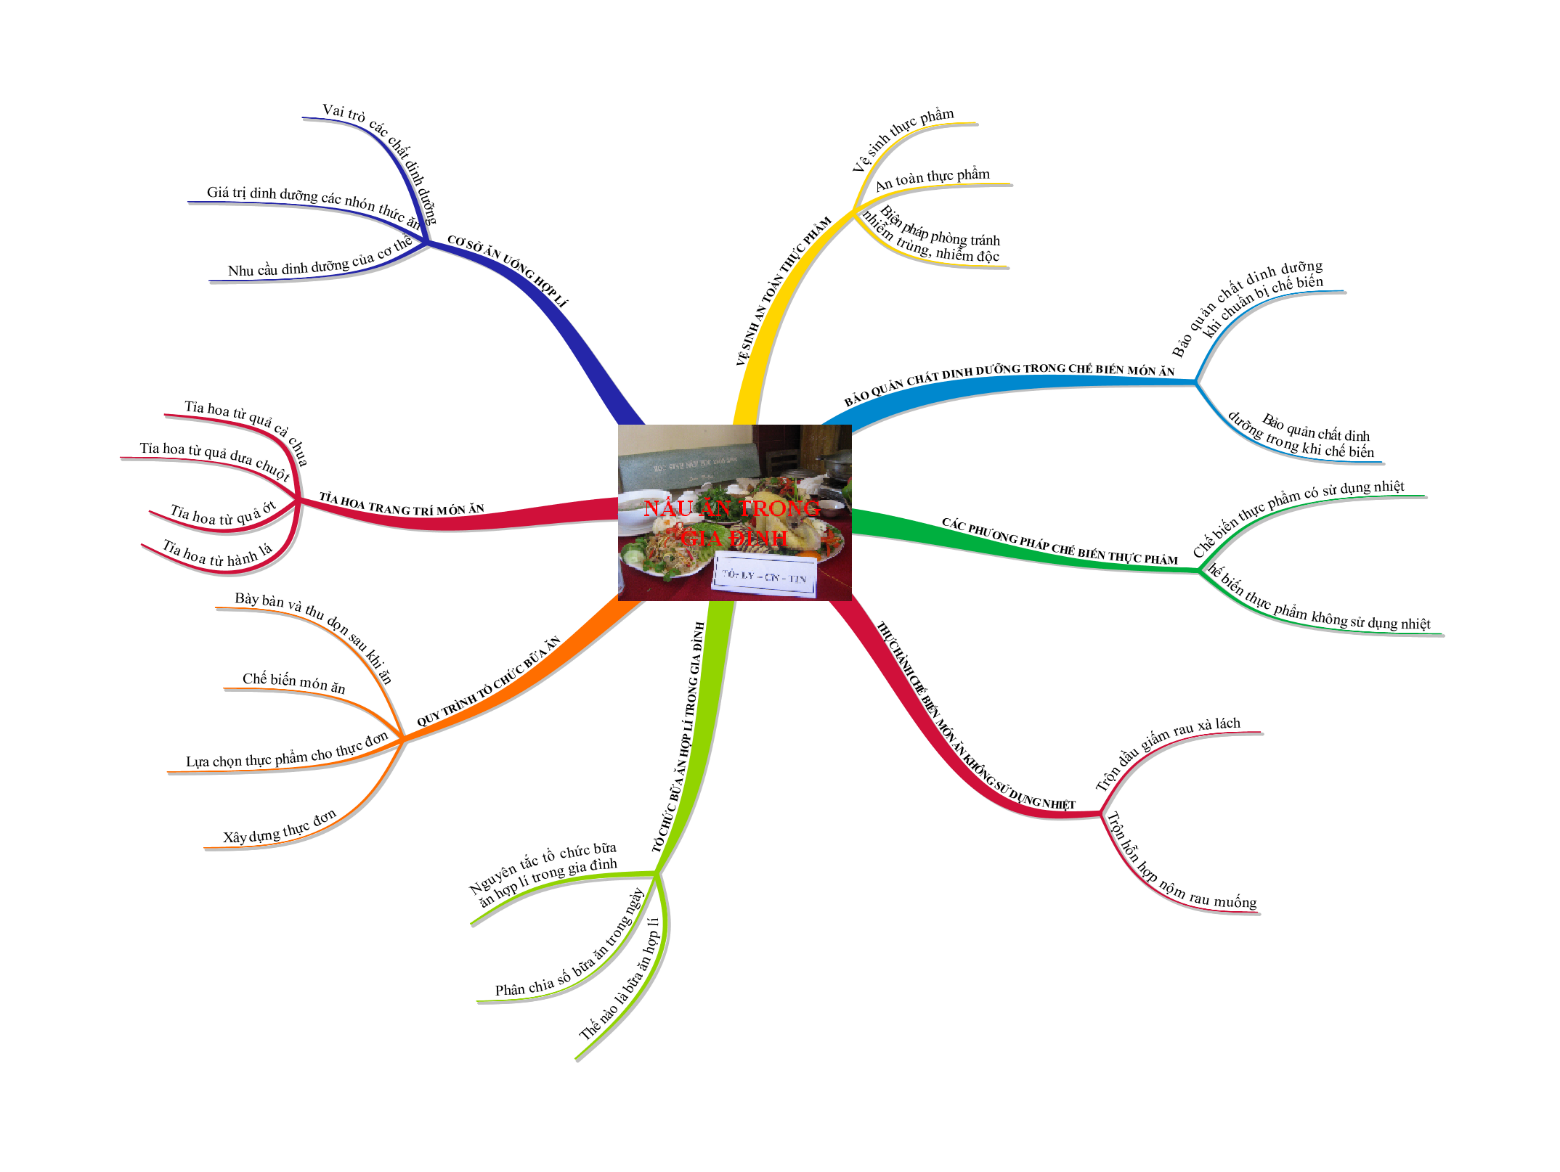 NẤU ĂN TRONG
GIA ĐÌNH
TỔ: LÝ - CN - TIN
VỆ SINH AN TOÀN THỰC PHẨM
Vệ sinh thực phẩm
An toàn thực phẩm
Biện pháp phòng tránh
nhiễm trùng, nhiễm độc
BẢO QUẢN CHẤT DINH DƯỠNG TRONG CHẾ BIẾN MÓN ĂN
Bảo quản chất dinh dưỡng
khi chuẩn bị chế biến
Bảo quản chất dinh
dưỡng trong khi chế biến
CÁC PHƯƠNG PHÁP CHẾ BIẾN THỰC PHẨM
Chế biến thực phẩm có sử dụng nhiệt
hế biến thực phẩm không sử dụng nhiệt
THỰC HÀNH CHẾ BIẾN MÓN ĂN KHÔNG SỬ DỤNG NHIỆT
Trộn dầu giấm rau xà lách
Trộn hỗn hợp nộm rau muống
TỔ CHỨC BỮA ĂN HỢP LÍ TRONG GIA ĐÌNH
Nguyên tắc tổ chức bữa
ăn hợp lí trong gia đình
Phân chia số bữa ăn trong ngày
Thế nào là bữa ăn hợp lí
QUY TRÌNH TỔ CHỨC BỮA ĂN
Bày bàn và thu dọn sau khi ăn
Chế biến món ăn
Lựa chọn thực phẩm cho thực đơn
Xây dựng thực đơn
TỈA HOA TRANG TRÍ MÓN ĂN
Tỉa hoa từ quả cà chua
Tỉa hoa từ quả dưa chuột
Tỉa hoa từ quả ớt
Tỉa hoa từ hành lá
CƠ SỞ ĂN UỐNG HỢP LÍ
Vai trò các chất dinh dưỡng
Giá trị dinh dưỡng các nhón thức ăn
Nhu cầu dinh dưỡng của cơ thể